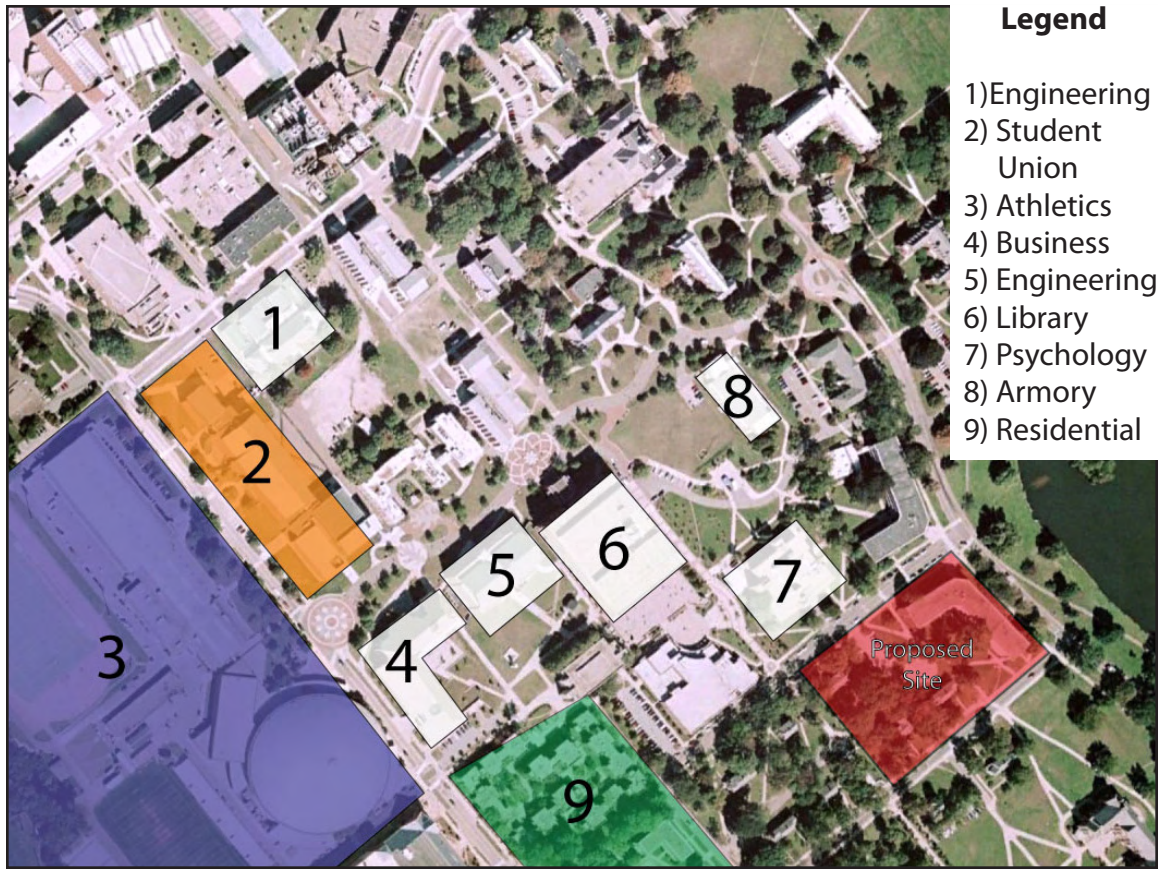 Legend
1)Engineering
2) Student
Union
3) Athletics
4) Business
5) Engineering
6) Library
7) Psychology
8) Armory
9) Residential
1
2
8
6
5
7
3
4
Proposed
Site
9